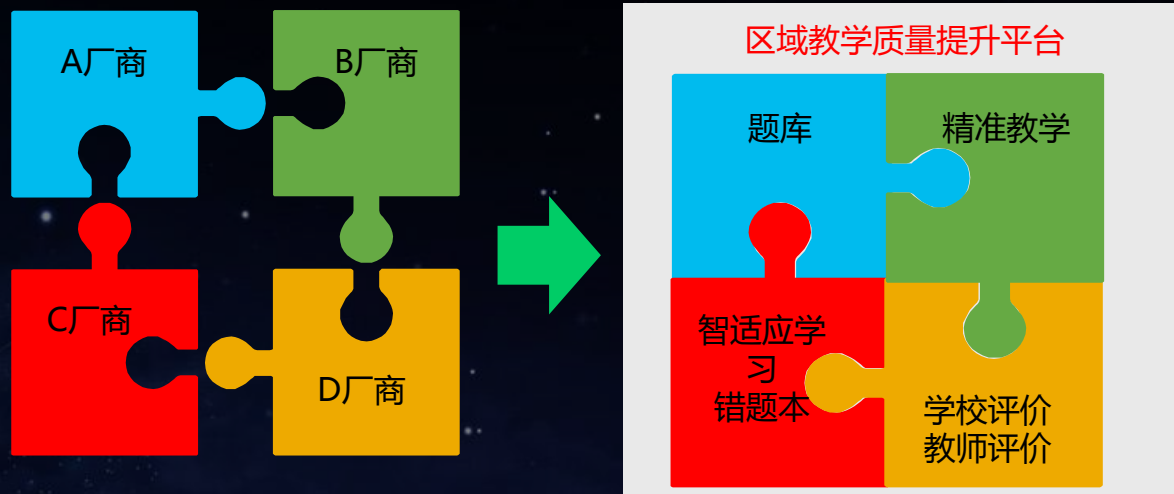 A厂商
B厂商
C厂商
D厂商
区域教学质量提升平台
题库
精准教学
智适应学
习
错题本
学校评价
教师评价